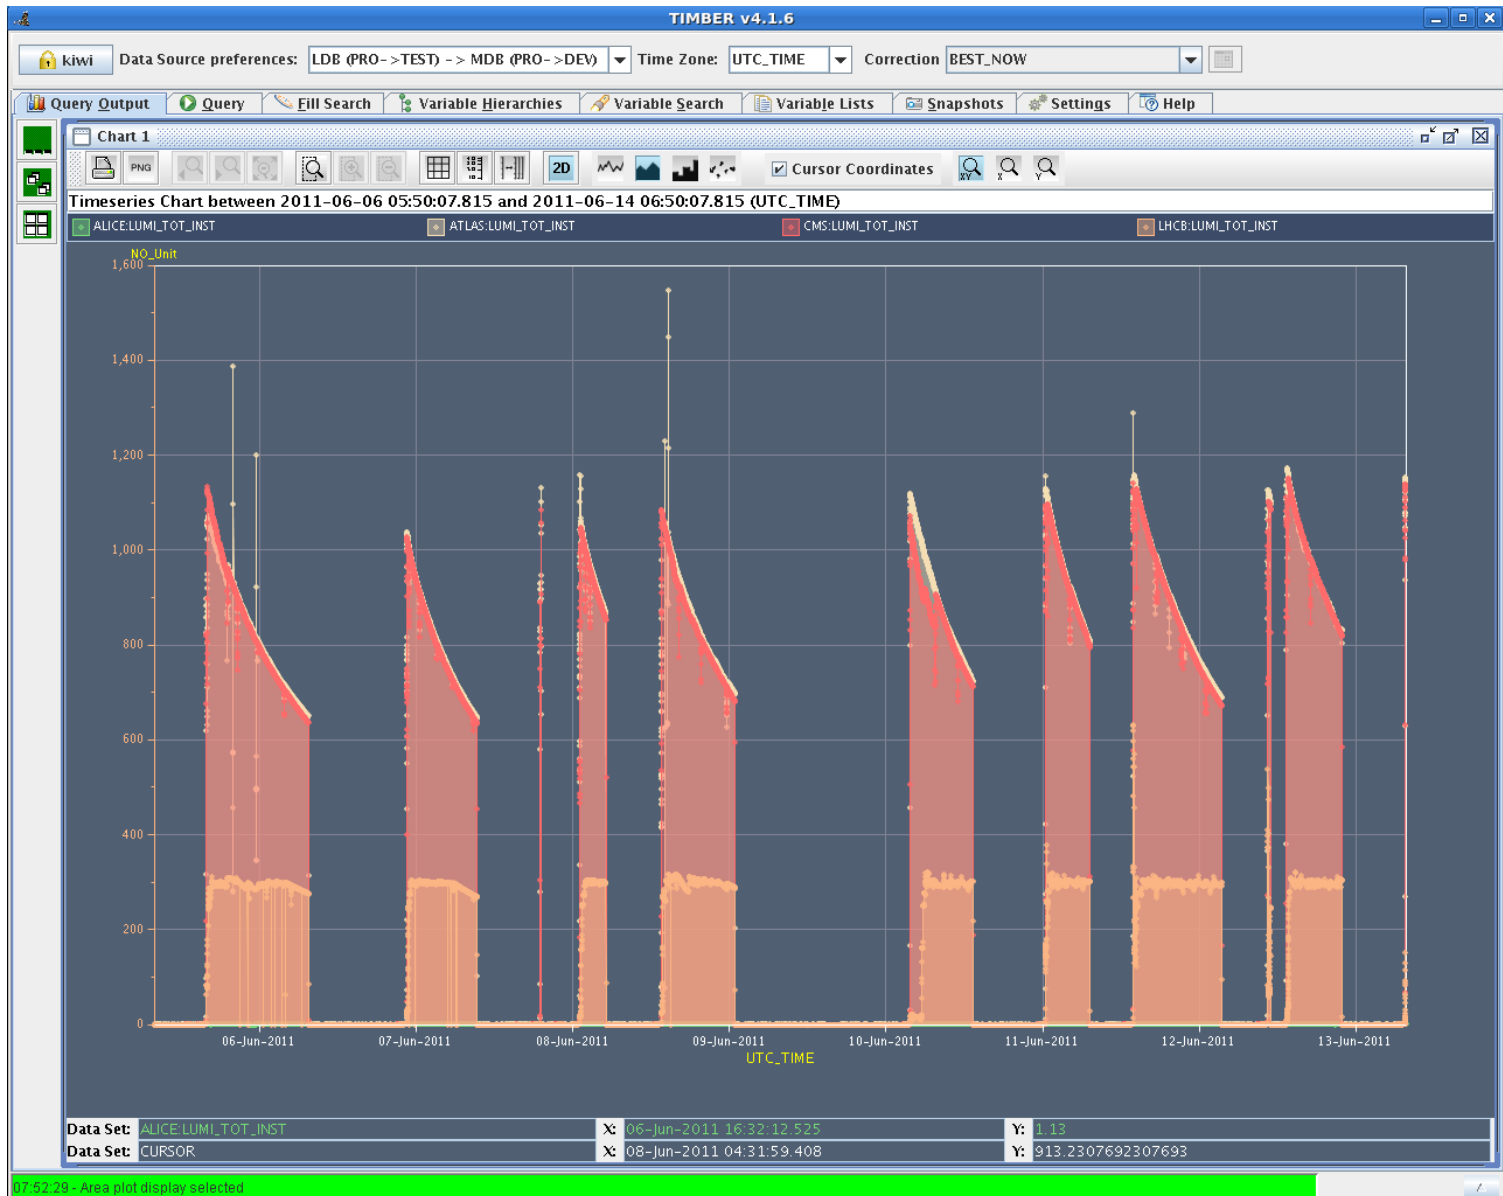 TIMBER v4.1.6
kiwi Data Source preferences: LDB (PRO->TEST) -> MDB (PRO->DEV) Time Zone: UTC_TIME Correction BEST_NOW
Query Output Query Fill Search Variable Hierarchies Variable Search Variable Lists Snapshots Settings Help
Chart 1
PNG 2D Cursor Coordinates XY X Y
Timeseries Chart between 2011-06-06 05:50:07.815 and 2011-06-14 06:50:07.815 (UTC_TIME)
ALICE:LUMI_TOT_INST ATLAS:LUMI_TOT_INST CMS:LUMI_TOT_INST LHCB:LUMI_TOT_INST
NO_Unit
1,600
1,400
1,200
1,000
800
600
400
200
0
06-Jun-2011 07-Jun-2011 08-Jun-2011 09-Jun-2011 10-Jun-2011 11-Jun-2011 12-Jun-2011 13-Jun-2011
UTC_TIME
Data Set: ALICE:LUMI_TOT_INST X: 06-Jun-2011 16:32:12.525 Y: 1.13
Data Set: CURSOR X: 08-Jun-2011 04:31:59.408 Y: 913.2307692307693
07:52:29 - Area plot display selected